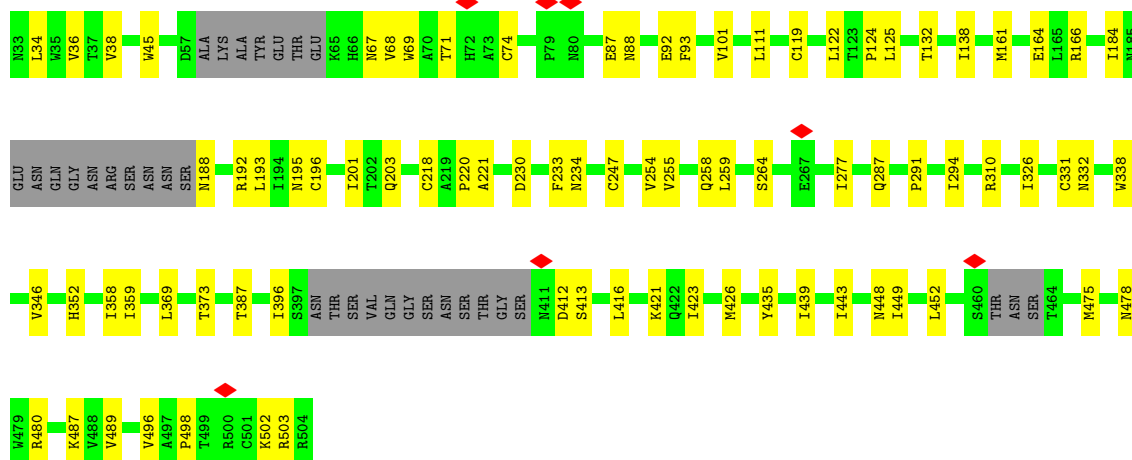 N33 L34 W35 V36 T37 V38 W45 D57 ALA LYS ALA TYR GLU THR GLU K65 H66 N67 V68 W69 A70 T71 H72 A73 C74 P79 N80 E87 N88 E92 F93 V101 L111 C119 L122 T123 P124 L125 T132 I138 M161 E164 L165 R166 I184 N185
GLU ASN GLN GLY ASN ARG SER ASN ASN SER N188 R192 L193 I194 N195 C196 I201 T202 Q203 C218 A219 P220 A221 D230 F233 N234 C247 V254 V255 Q258 L259 S264 E267 I277 Q287 P291 I294 R310 I326 C331 N332 W338
V346 H352 I358 I359 L369 T373 T387 I396 S397 ASN THR SER VAL GLN GLY SER ASN SER THR GLY SER N411 D412 S413 L416 K421 Q422 I423 M426 Y435 I439 I443 N448 I449 L452 S460 THR ASN SER T464 M475 N478
W479 R480 K487 V488 V489 V496 A497 P498 T499 R500 C501 K502 R503 R504